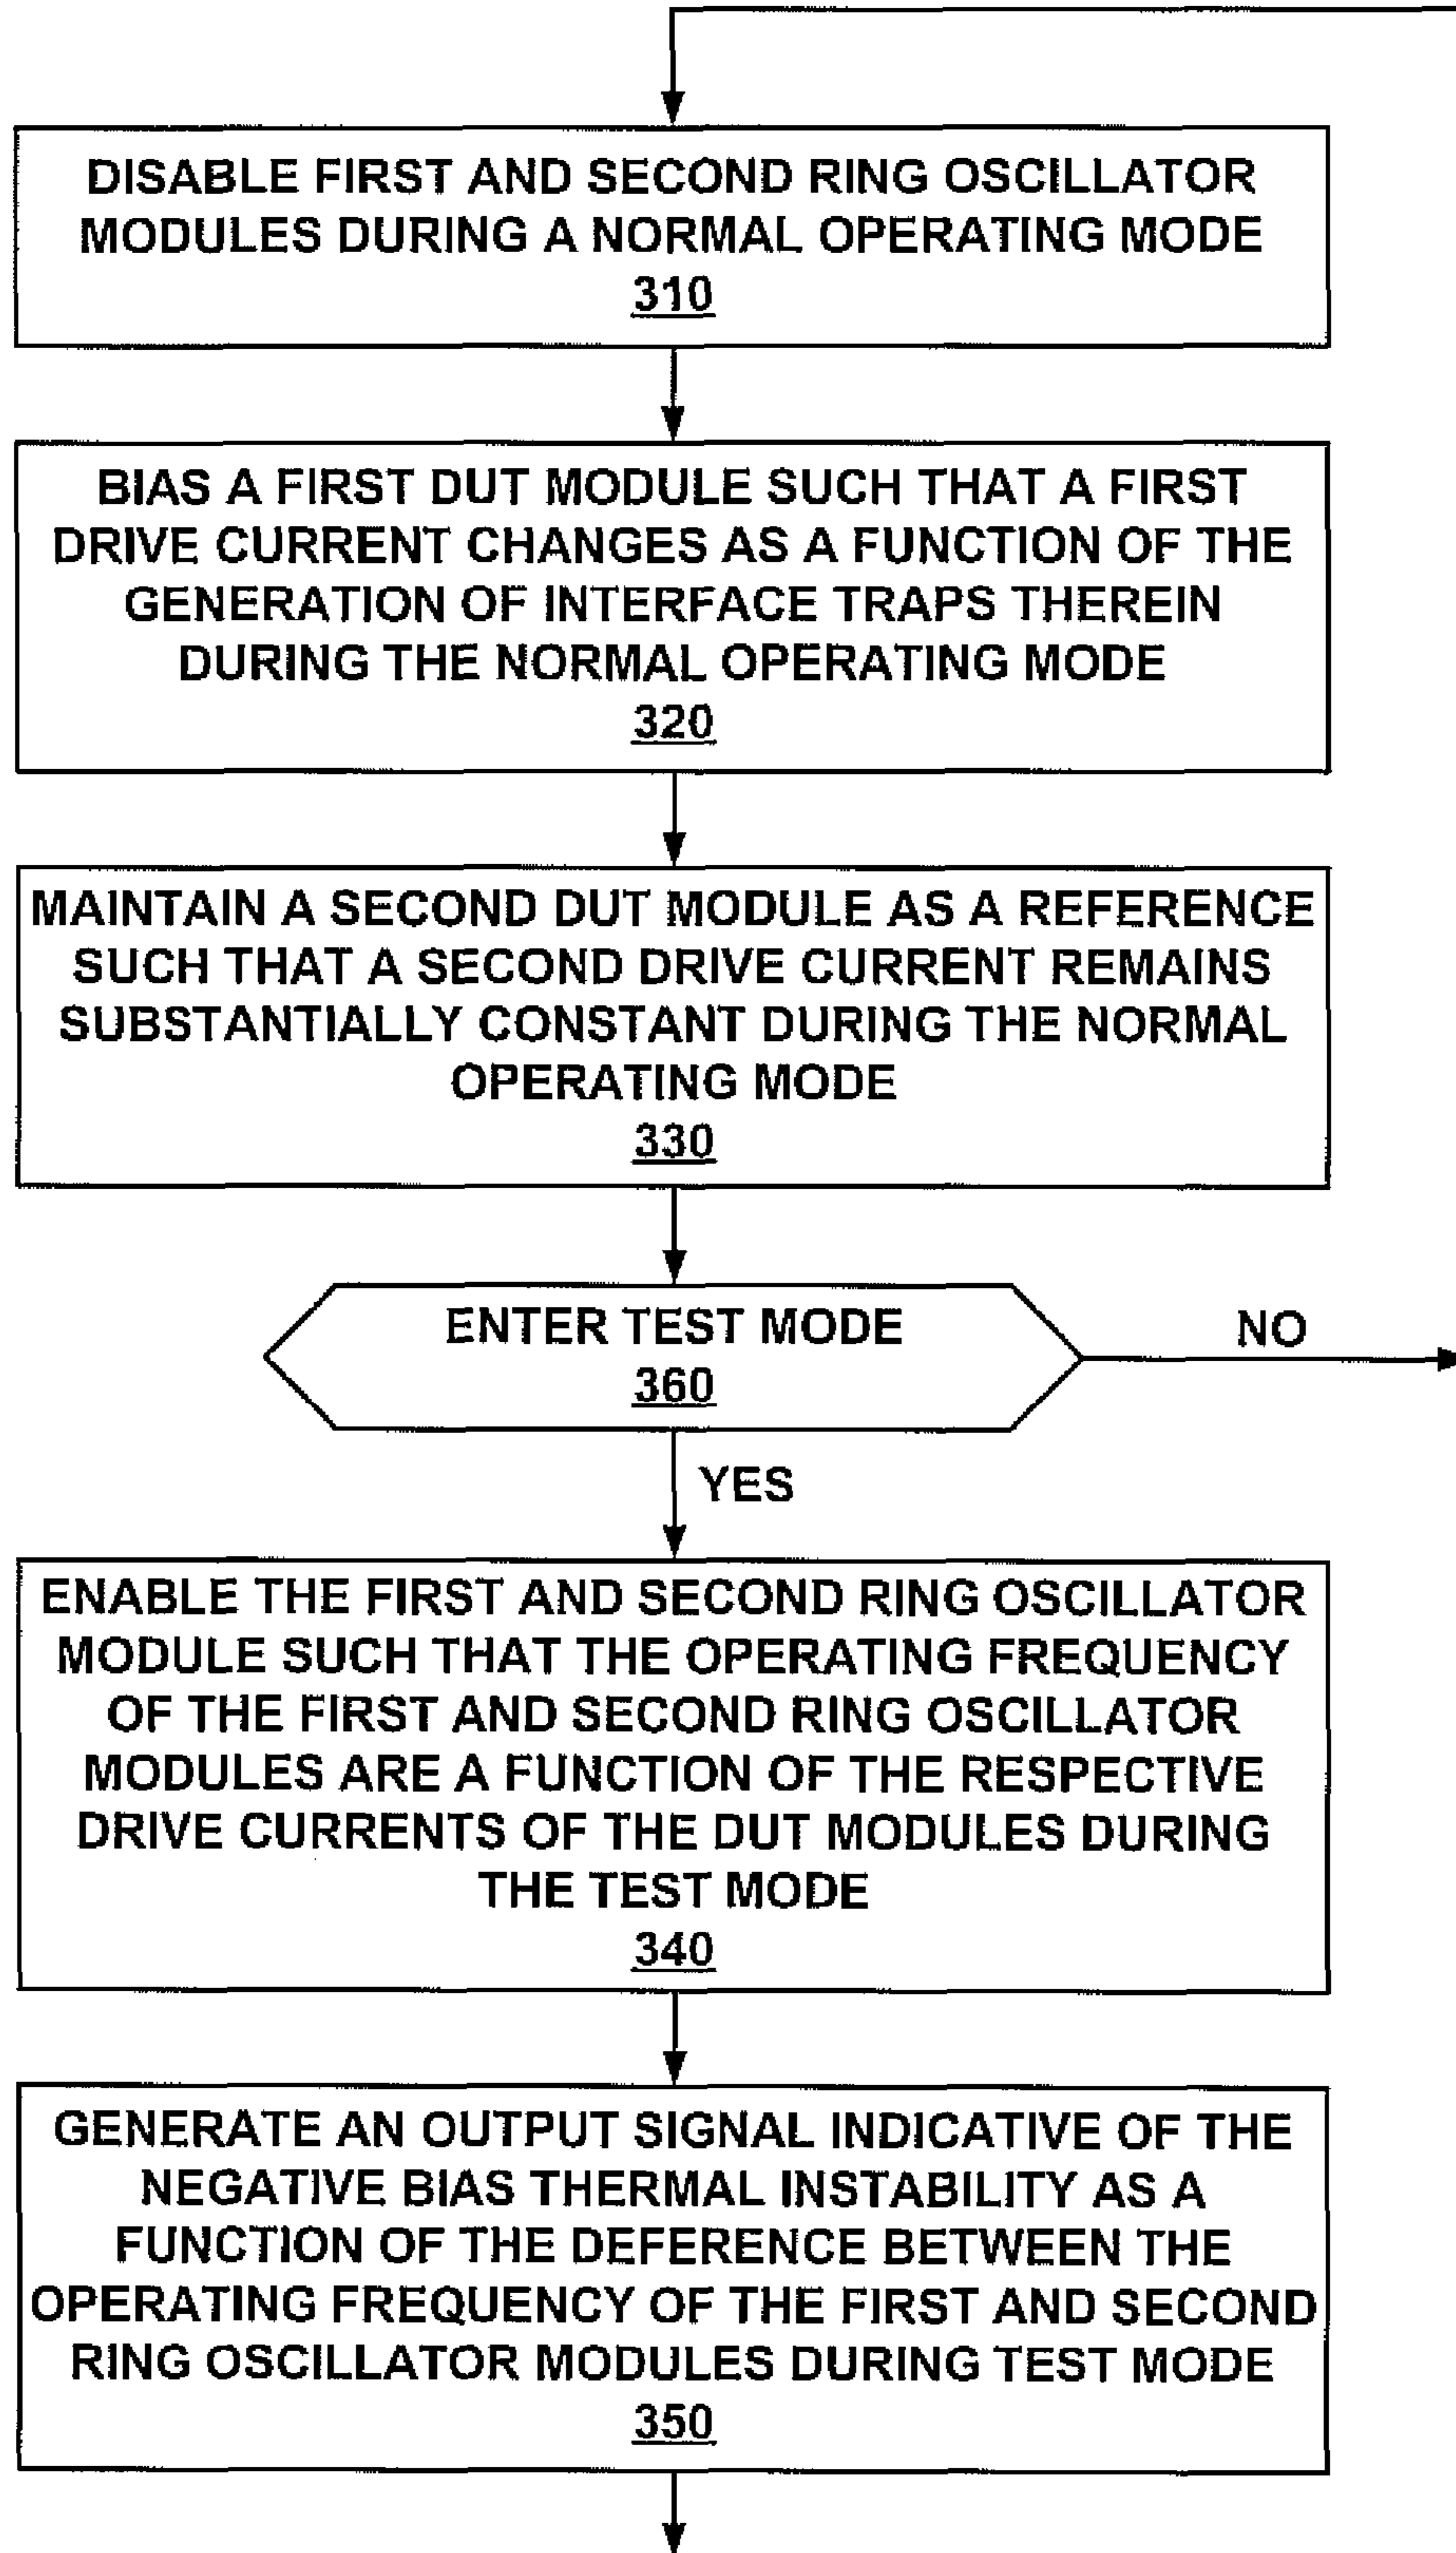 DISABLE FIRST AND SECOND RING OSCILLATOR
MODULES DURING A NORMAL OPERATING MODE
310
BIAS A FIRST DUT MODULE SUCH THAT A FIRST
DRIVE CURRENT CHANGES AS A FUNCTION OF THE
GENERATION OF INTERFACE TRAPS THEREIN
DURING THE NORMAL OPERATING MODE
320
MAINTAIN A SECOND DUT MODULE AS A REFERENCE
SUCH THAT A SECOND DRIVE CURRENT REMAINS
SUBSTANTIALLY CONSTANT DURING THE NORMAL
OPERATING MODE
330
ENTER TEST MODE
360
NO
YES
ENABLE THE FIRST AND SECOND RING OSCILLATOR
MODULE SUCH THAT THE OPERATING FREQUENCY
OF THE FIRST AND SECOND RING OSCILLATOR
MODULES ARE A FUNCTION OF THE RESPECTIVE
DRIVE CURRENTS OF THE DUT MODULES DURING
THE TEST MODE
340
GENERATE AN OUTPUT SIGNAL INDICATIVE OF THE
NEGATIVE BIAS THERMAL INSTABILITY AS A
FUNCTION OF THE DEFERENCE BETWEEN THE
OPERATING FREQUENCY OF THE FIRST AND SECOND
RING OSCILLATOR MODULES DURING TEST MODE
350